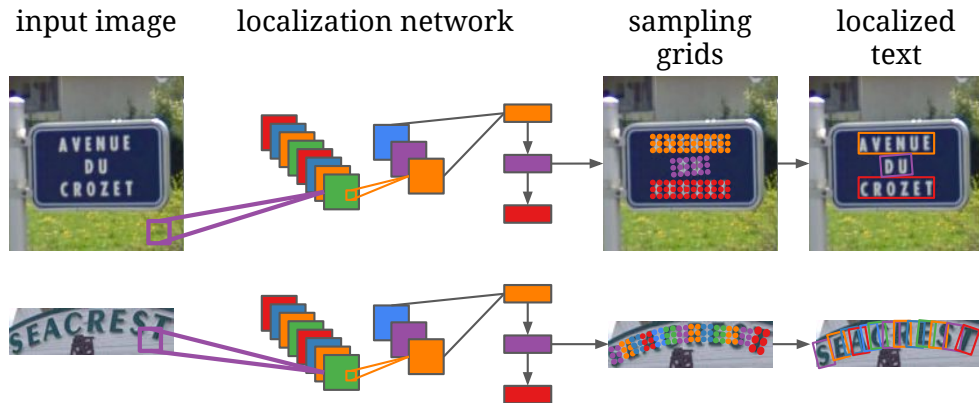 input image
localization network
sampling
grids
localized
text
AVENUE
DU
CROZET
AVENUE
DU
CROZET
SEACREST
SEACREST